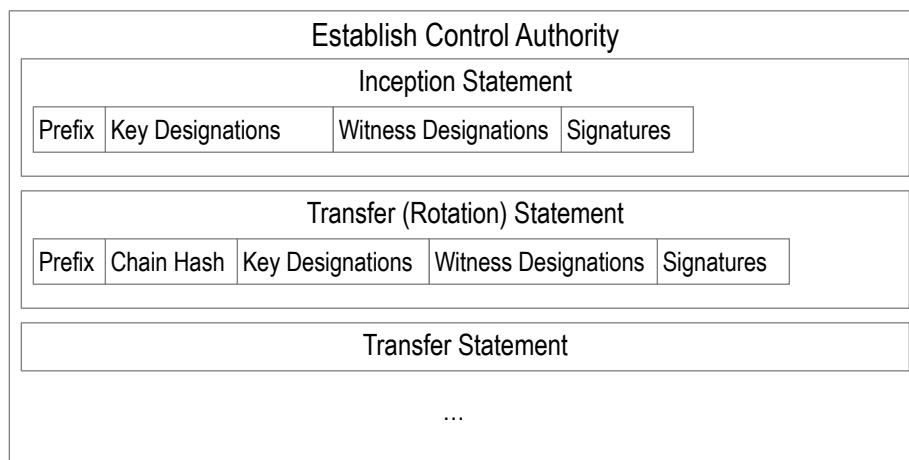 Establish Control Authority
Inception Statement
Prefix Key Designations Witness Designations Signatures
Transfer (Rotation) Statement
Prefix Chain Hash Key Designations Witness Designations Signatures
Transfer Statement
...